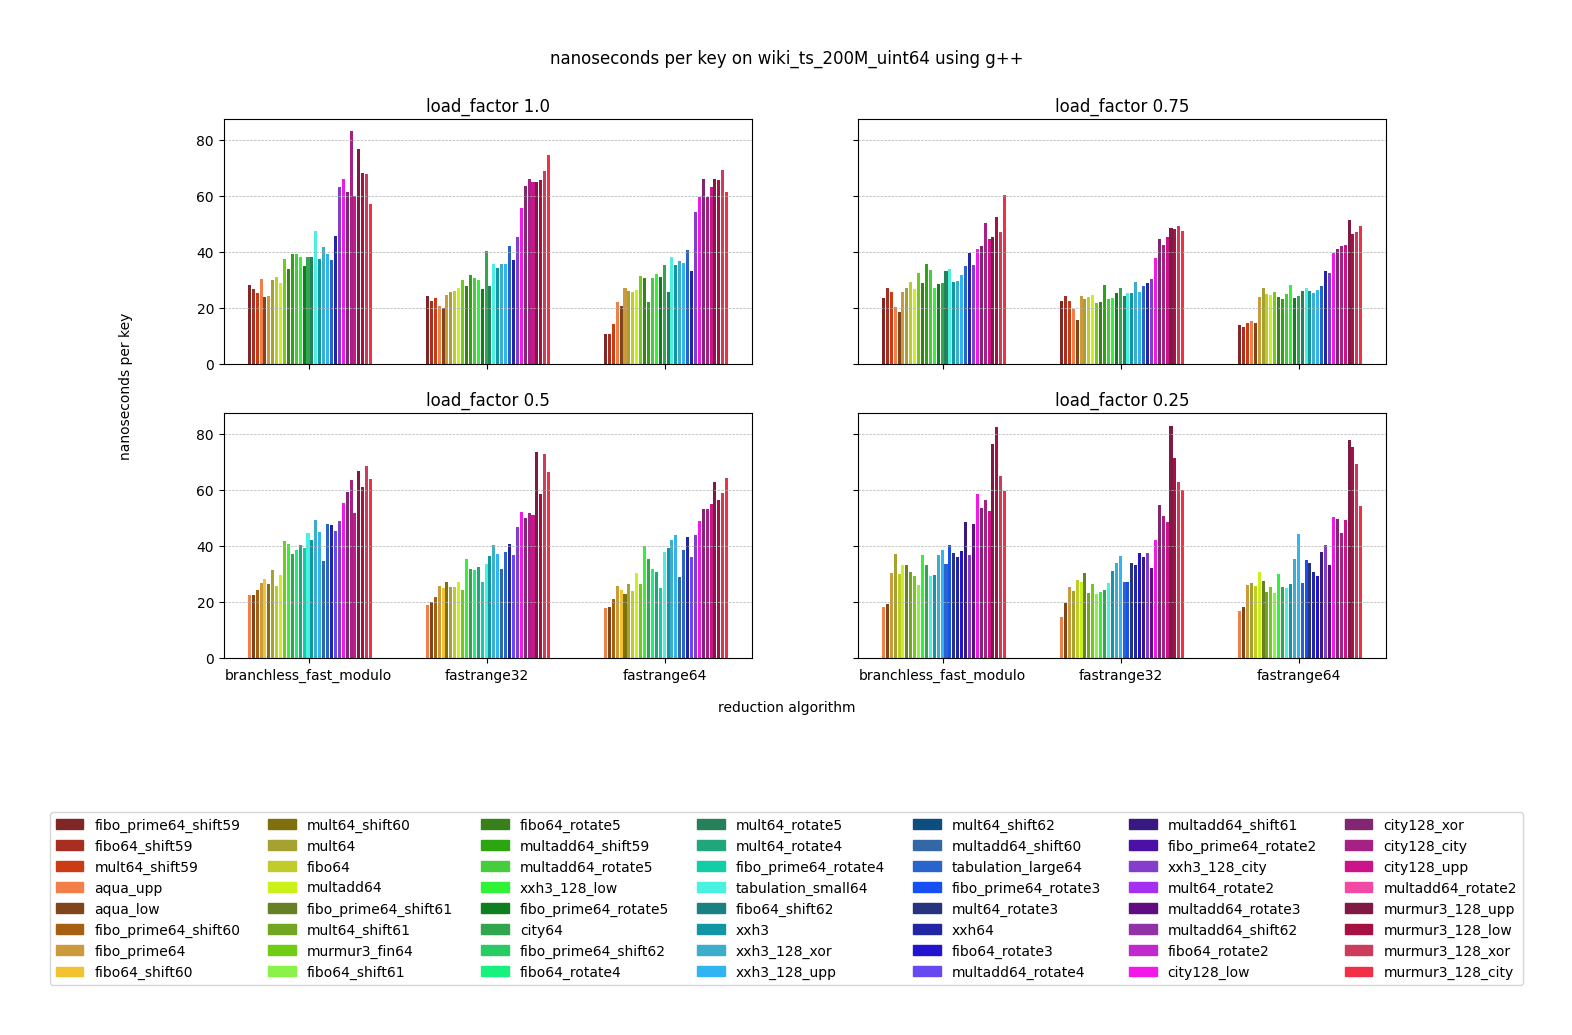 nanoseconds per key on wiki_ts_200M_uint64 using g++
load_factor 1.0
load_factor 0.75
80
60
40
20
0
nanoseconds per key
load_factor 0.5
load_factor 0.25
80
60
40
20
0
branchless_fast_modulo fastrange32 fastrange64
branchless_fast_modulo fastrange32 fastrange64
reduction algorithm
fibo_prime64_shift59
fibo64_shift59
mult64_shift59
aqua_upp
aqua_low
fibo_prime64_shift60
fibo_prime64
fibo64_shift60
mult64_shift60
mult64
fibo64
multadd64
fibo_prime64_shift61
mult64_shift61
murmur3_fin64
fibo64_shift61
fibo64_rotate5
multadd64_shift59
multadd64_rotate5
xxh3_128_low
fibo_prime64_rotate5
city64
fibo_prime64_shift62
fibo64_rotate4
mult64_rotate5
mult64_rotate4
fibo_prime64_rotate4
tabulation_small64
fibo64_shift62
xxh3
xxh3_128_xor
xxh3_128_upp
mult64_shift62
multadd64_shift60
tabulation_large64
fibo_prime64_rotate3
mult64_rotate3
xxh64
fibo64_rotate3
multadd64_rotate4
multadd64_shift61
fibo_prime64_rotate2
xxh3_128_city
mult64_rotate2
multadd64_rotate3
multadd64_shift62
fibo64_rotate2
city128_low
city128_xor
city128_city
city128_upp
multadd64_rotate2
murmur3_128_upp
murmur3_128_low
murmur3_128_xor
murmur3_128_city